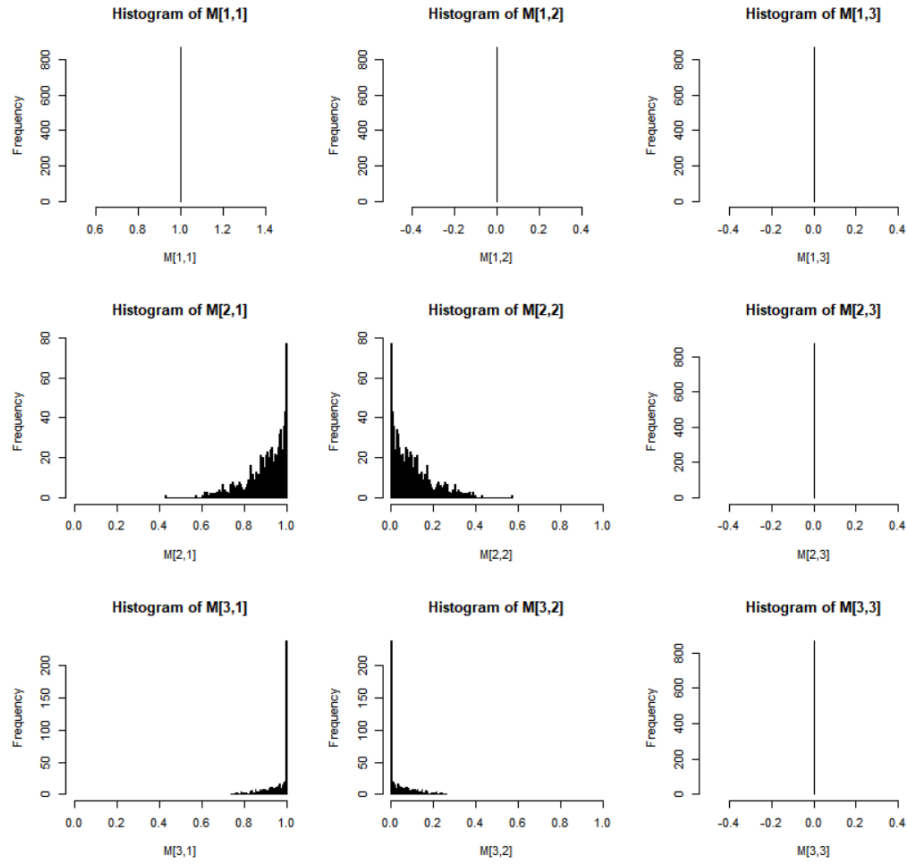 Histogram of M[1,1]
Histogram of M[1,2]
Histogram of M[1,3]
Frequency
0 200 400 600 800
0.6 0.8 1.0 1.2 1.4
M[1,1]
Frequency
0 200 400 600 800
-0.4 -0.2 0.0 0.2 0.4
M[1,2]
Frequency
0 200 400 600 800
-0.4 -0.2 0.0 0.2 0.4
M[1,3]
Histogram of M[2,1]
Histogram of M[2,2]
Histogram of M[2,3]
Frequency
0 20 40 60 80
0.0 0.2 0.4 0.6 0.8 1.0
M[2,1]
Frequency
0 20 40 60 80
0.0 0.2 0.4 0.6 0.8 1.0
M[2,2]
Frequency
0 200 400 600 800
-0.4 -0.2 0.0 0.2 0.4
M[2,3]
Histogram of M[3,1]
Histogram of M[3,2]
Histogram of M[3,3]
Frequency
0 50 100 150 200
0.0 0.2 0.4 0.6 0.8 1.0
M[3,1]
Frequency
0 50 100 150 200
0.0 0.2 0.4 0.6 0.8 1.0
M[3,2]
Frequency
0 200 400 600 800
-0.4 -0.2 0.0 0.2 0.4
M[3,3]